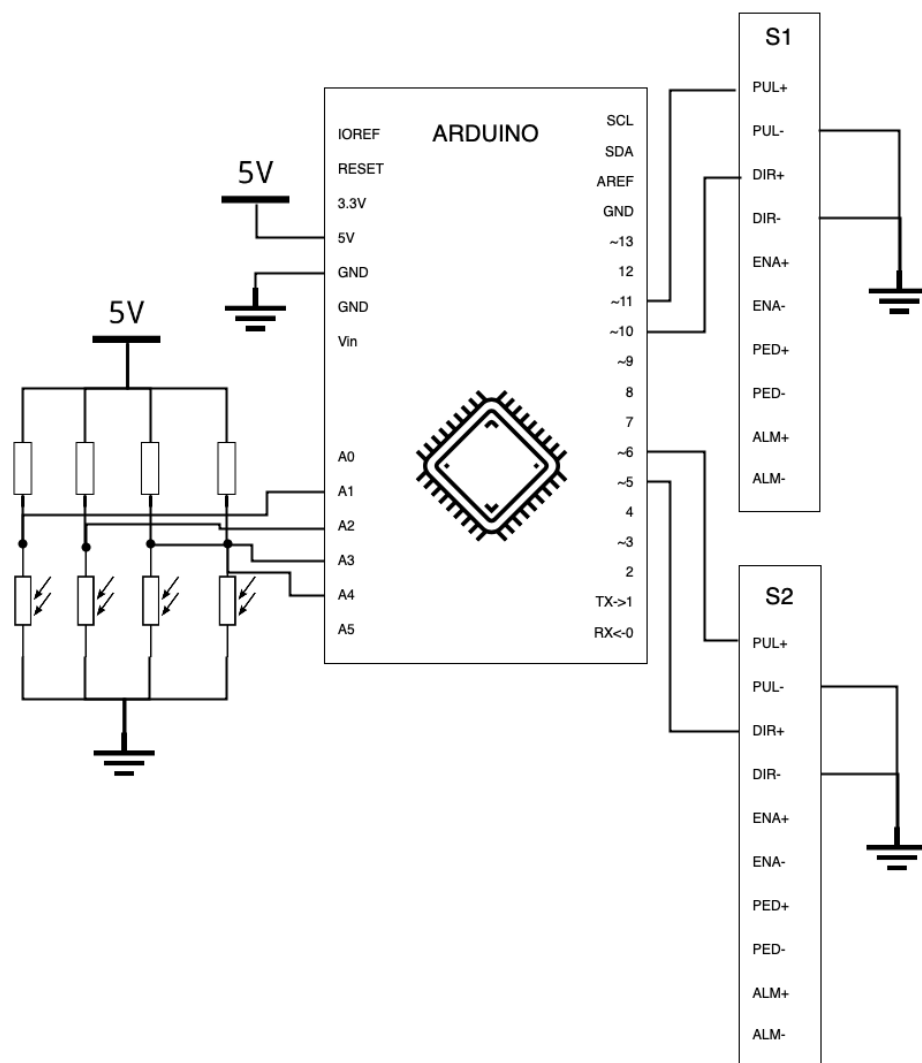 5V
5V
ARDUINO
IOREF
RESET
3.3V
5V
GND
GND
Vin
A0
A1
A2
A3
A4
A5
SCL
SDA
AREF
GND
~13
12
~11
~10
~9
8
7
~6
~5
4
~3
2
TX->1
RX<-0
S1
PUL+
PUL-
DIR+
DIR-
ENA+
ENA-
PED+
PED-
ALM+
ALM-
S2
PUL+
PUL-
DIR+
DIR-
ENA+
ENA-
PED+
PED-
ALM+
ALM-